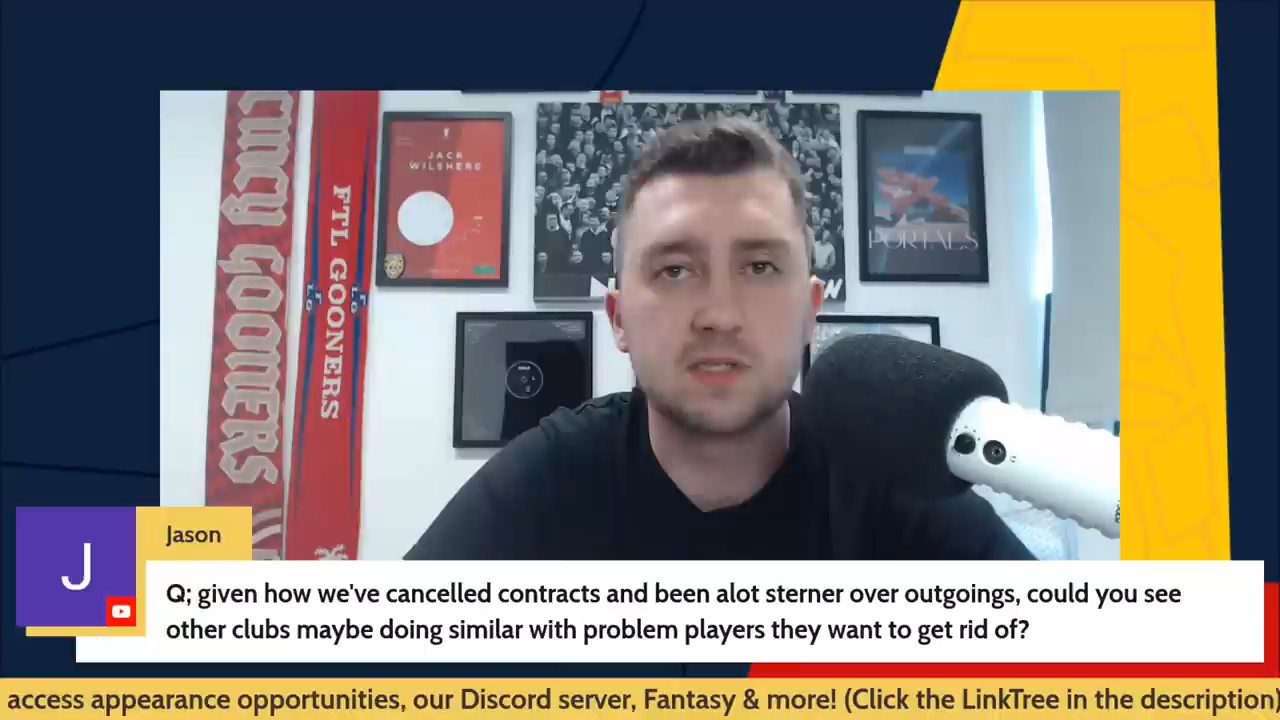 JACK
WILSHERE
PORTALS
GOONERS
FTL GOONERS
J
Jason
Q; given how we've cancelled contracts and been alot sterner over outgoings, could you see
other clubs maybe doing similar with problem players they want to get rid of?
access appearance opportunities, our Discord server, Fantasy & more! (Click the LinkTree in the description)